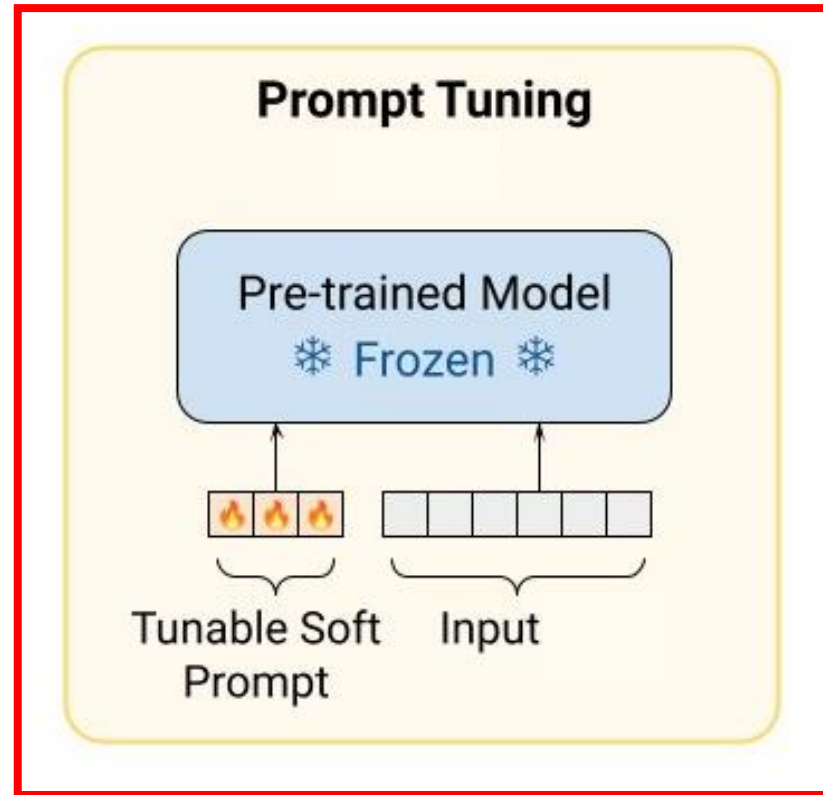 Prompt Tuning
Pre-trained Model
❄ Frozen ❄
Tunable Soft
Prompt
Input